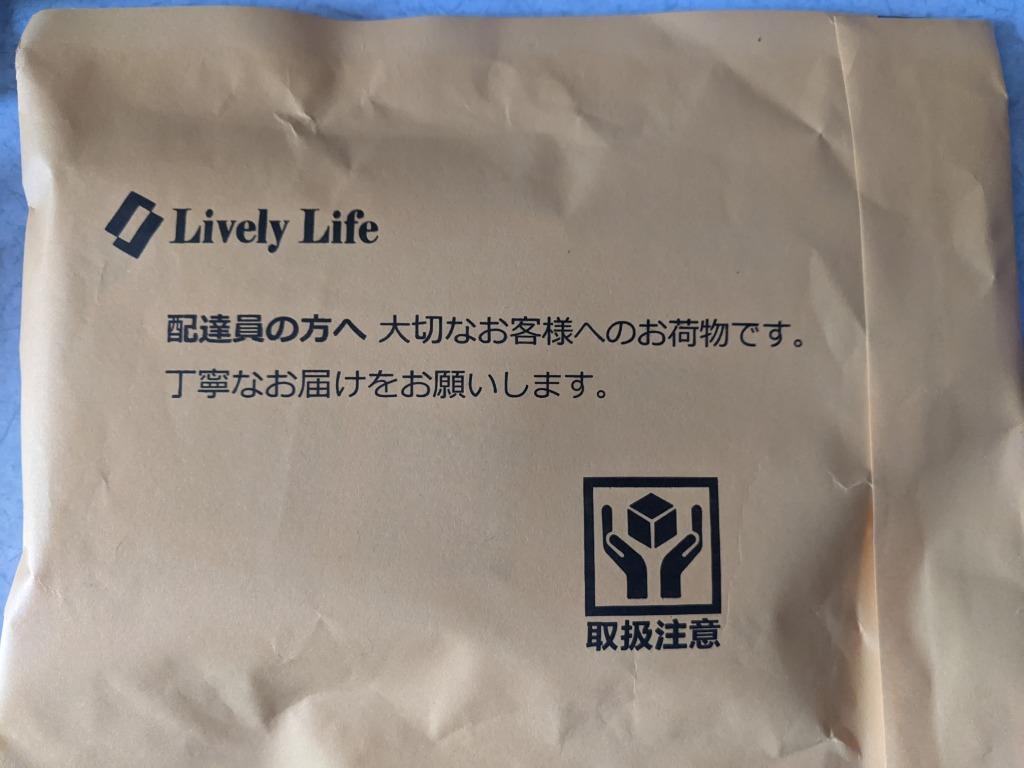 Lively Life
配達員の方へ 大切なお客様へのお荷物です。
丁寧なお届けをお願いします。
取扱注意